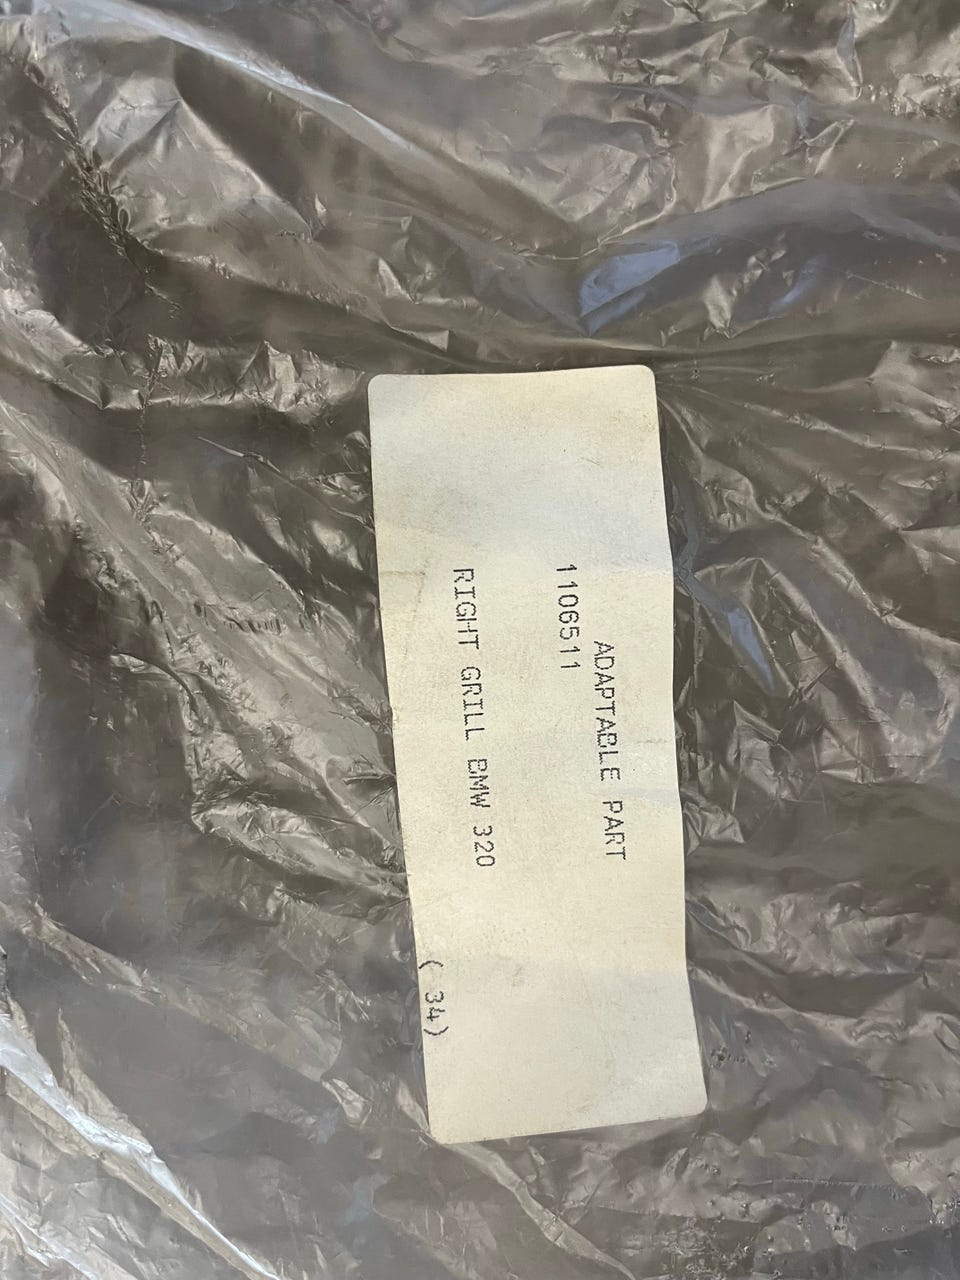 ADAPTABLE PART
1106511
RIGHT GRILL BMW 320
( 34)